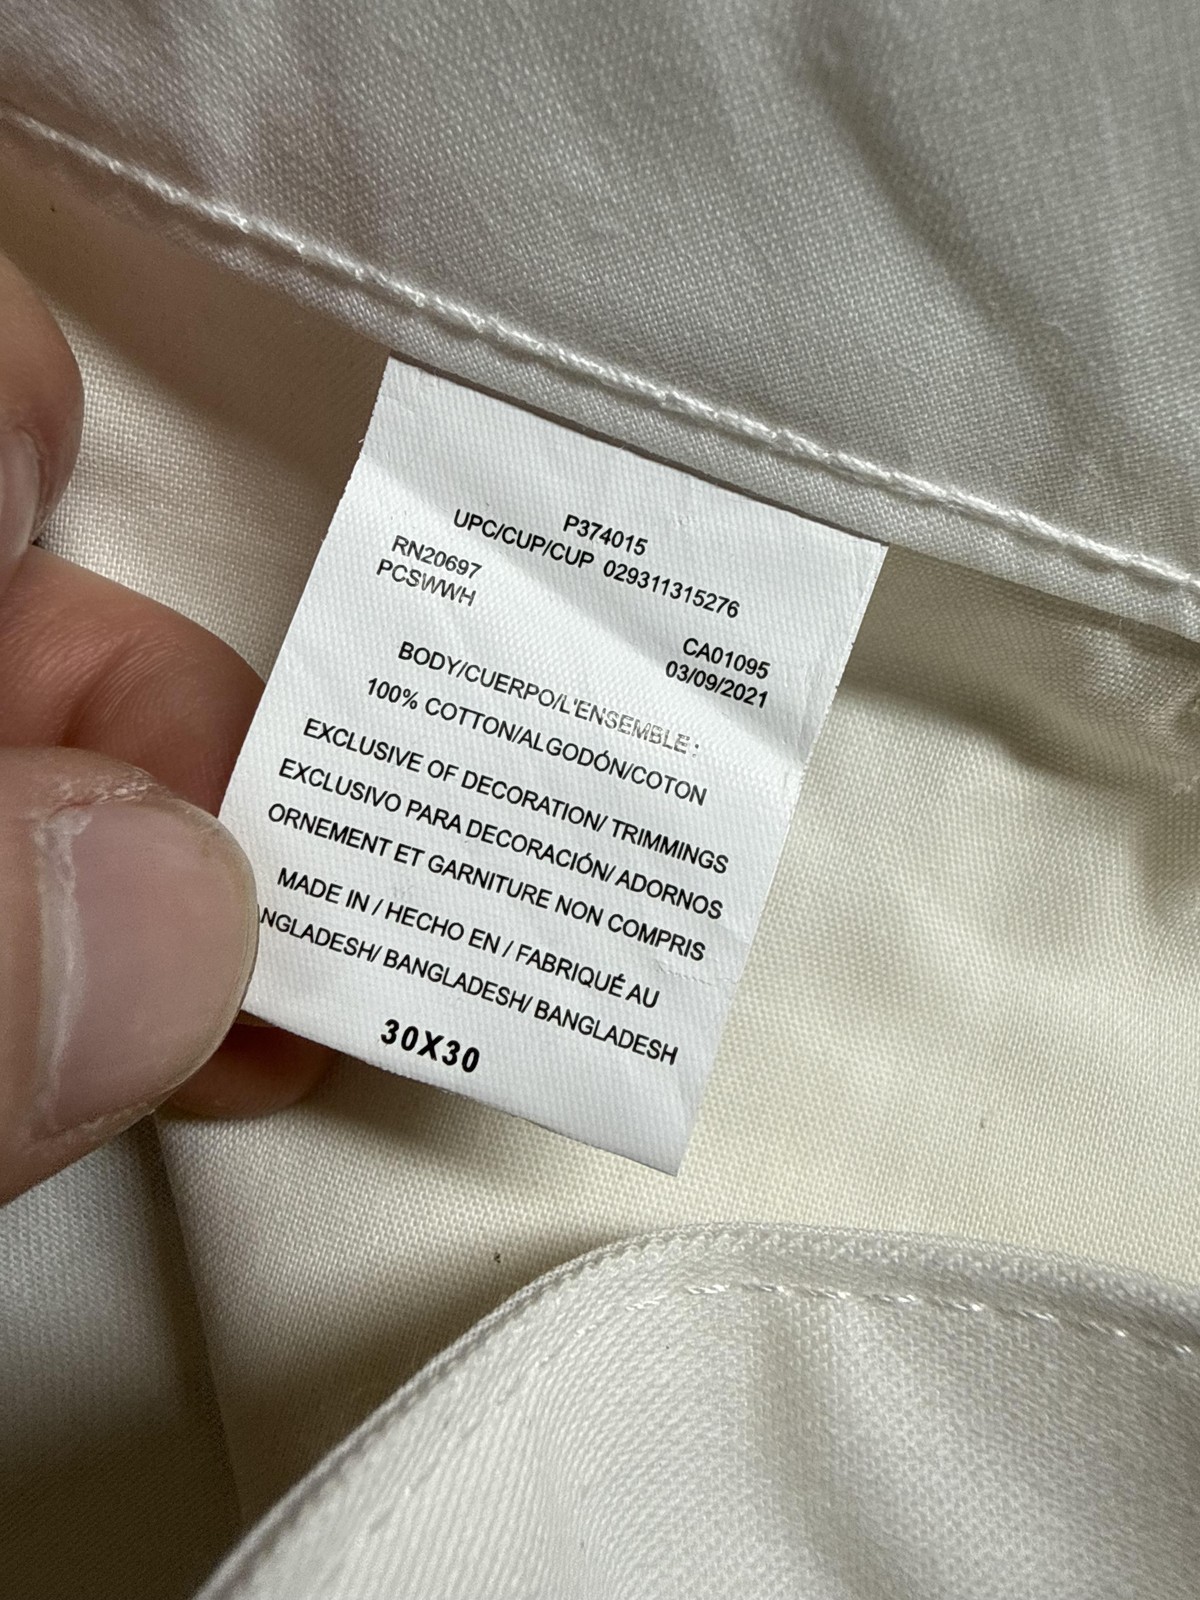 P374015
UPC/CUP/CUP 029311315276
RN20697
PCSWWH
CA01095
03/09/2021
BODY/CUERPO/L'ENSEMBLE :
100% COTTON/ALGODÓN/COTON
EXCLUSIVE OF DECORATION/ TRIMMINGS
EXCLUSIVO PARA DECORACIÓN/ ADORNOS
ORNEMENT ET GARNITURE NON COMPRIS
MADE IN / HECHO EN / FABRIQUÉ AU
NGLADESH/ BANGLADESH/ BANGLADESH
30X30